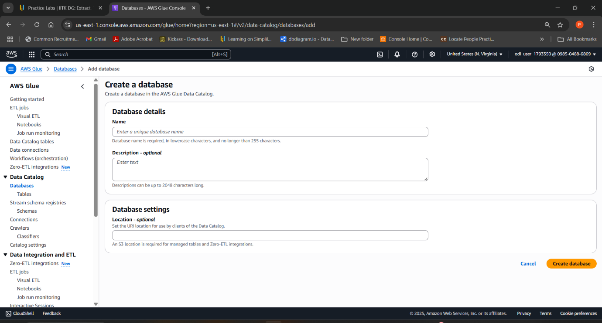 Practice Labs | IITE DG: Extract
AWS Glue Console
us-east-1.console.aws.amazon.com/glue/home?region=us-east-1#/v2/data-catalog/databases/add
Common Recruitme...
Gmail
Adobe Acrobat
Kickass - Download...
Learning on Simpli...
dbdiagram.io - Data...
New folder
Console Home | Co...
Locate People Practi...
All Bookmarks
aws
Search
[Alt+S]
United States (N. Virginia)
AWS Glue
Databases
Add database
AWS Glue
Getting started
ETL jobs
Visual ETL
Notebooks
Job run monitoring
Data Catalog tables
Data connections
Workflows (orchestration)
Zero-ETL integrations New
Data Catalog
Databases
Tables
Stream schema registries
Schemas
Connections
Crawlers
Classifiers
Catalog settings
Data Integration and ETL
Zero-ETL integrations New
ETL jobs
Visual ETL
Notebooks
Job run monitoring
Interactive Sessions
Create a database
Create a database in the AWS Glue Data Catalog.
Database details
Name
Enter a unique database name
Database name is required, in lowercase characters, and no longer than 255 characters.
Description - optional
Enter text
Descriptions can be up to 2048 characters long.
Database settings
Location - optional
Set the URI location for use by clients of the Data Catalog.
An S3 location is required for managed tables and Zero-ETL integrations.
Cancel
Create database
CloudShell
Feedback
© 2025, Amazon Web Services, Inc. or its affiliates.
Privacy
Terms
Cookie preferences